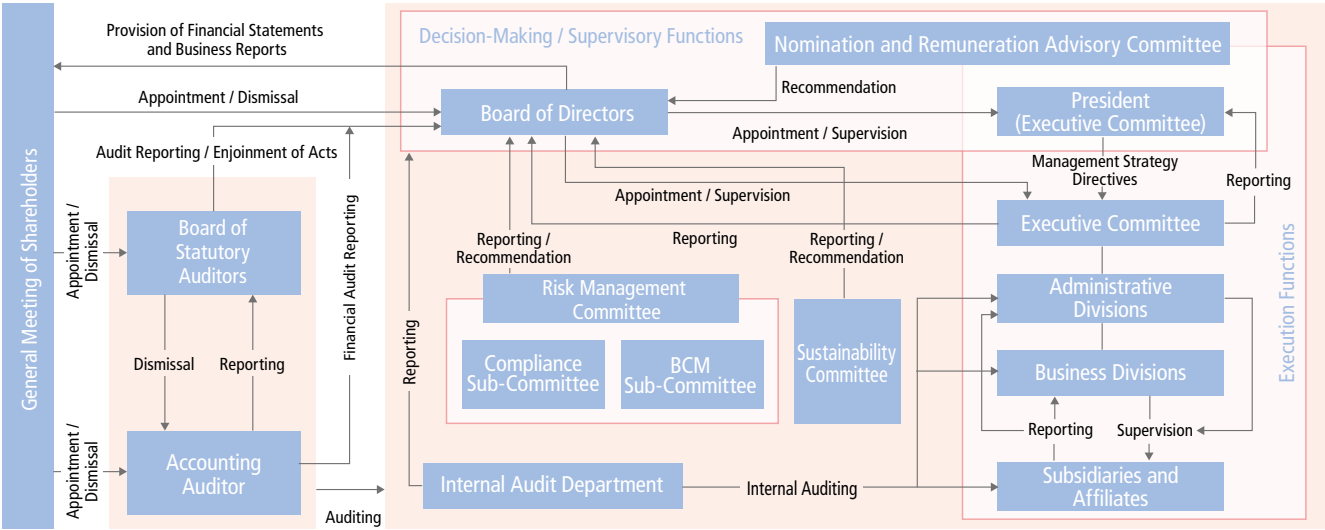 General Meeting of Shareholders
Provision of Financial Statements
and Business Reports
Appointment / Dismissal
Audit Reporting / Enjoinment of Acts
Appointment /
Dismissal
Board of
Statutory
Auditors
Dismissal
Reporting
Financial Audit Reporting
Appointment /
Dismissal
Accounting
Auditor
Auditing
Decision-Making / Supervisory Functions
Nomination and Remuneration Advisory Committee
Recommendation
Board of Directors
Appointment / Supervision
President
(Executive Committee)
Management Strategy
Directives
Reporting
Appointment / Supervision
Executive Committee
Reporting /
Recommendation
Reporting
Reporting /
Recommendation
Risk Management
Committee
Compliance
Sub-Committee
BCM
Sub-Committee
Sustainability
Committee
Reporting
Administrative
Divisions
Business Divisions
Reporting
Supervision
Subsidiaries and
Affiliates
Execution Functions
Internal Audit Department
Internal Auditing